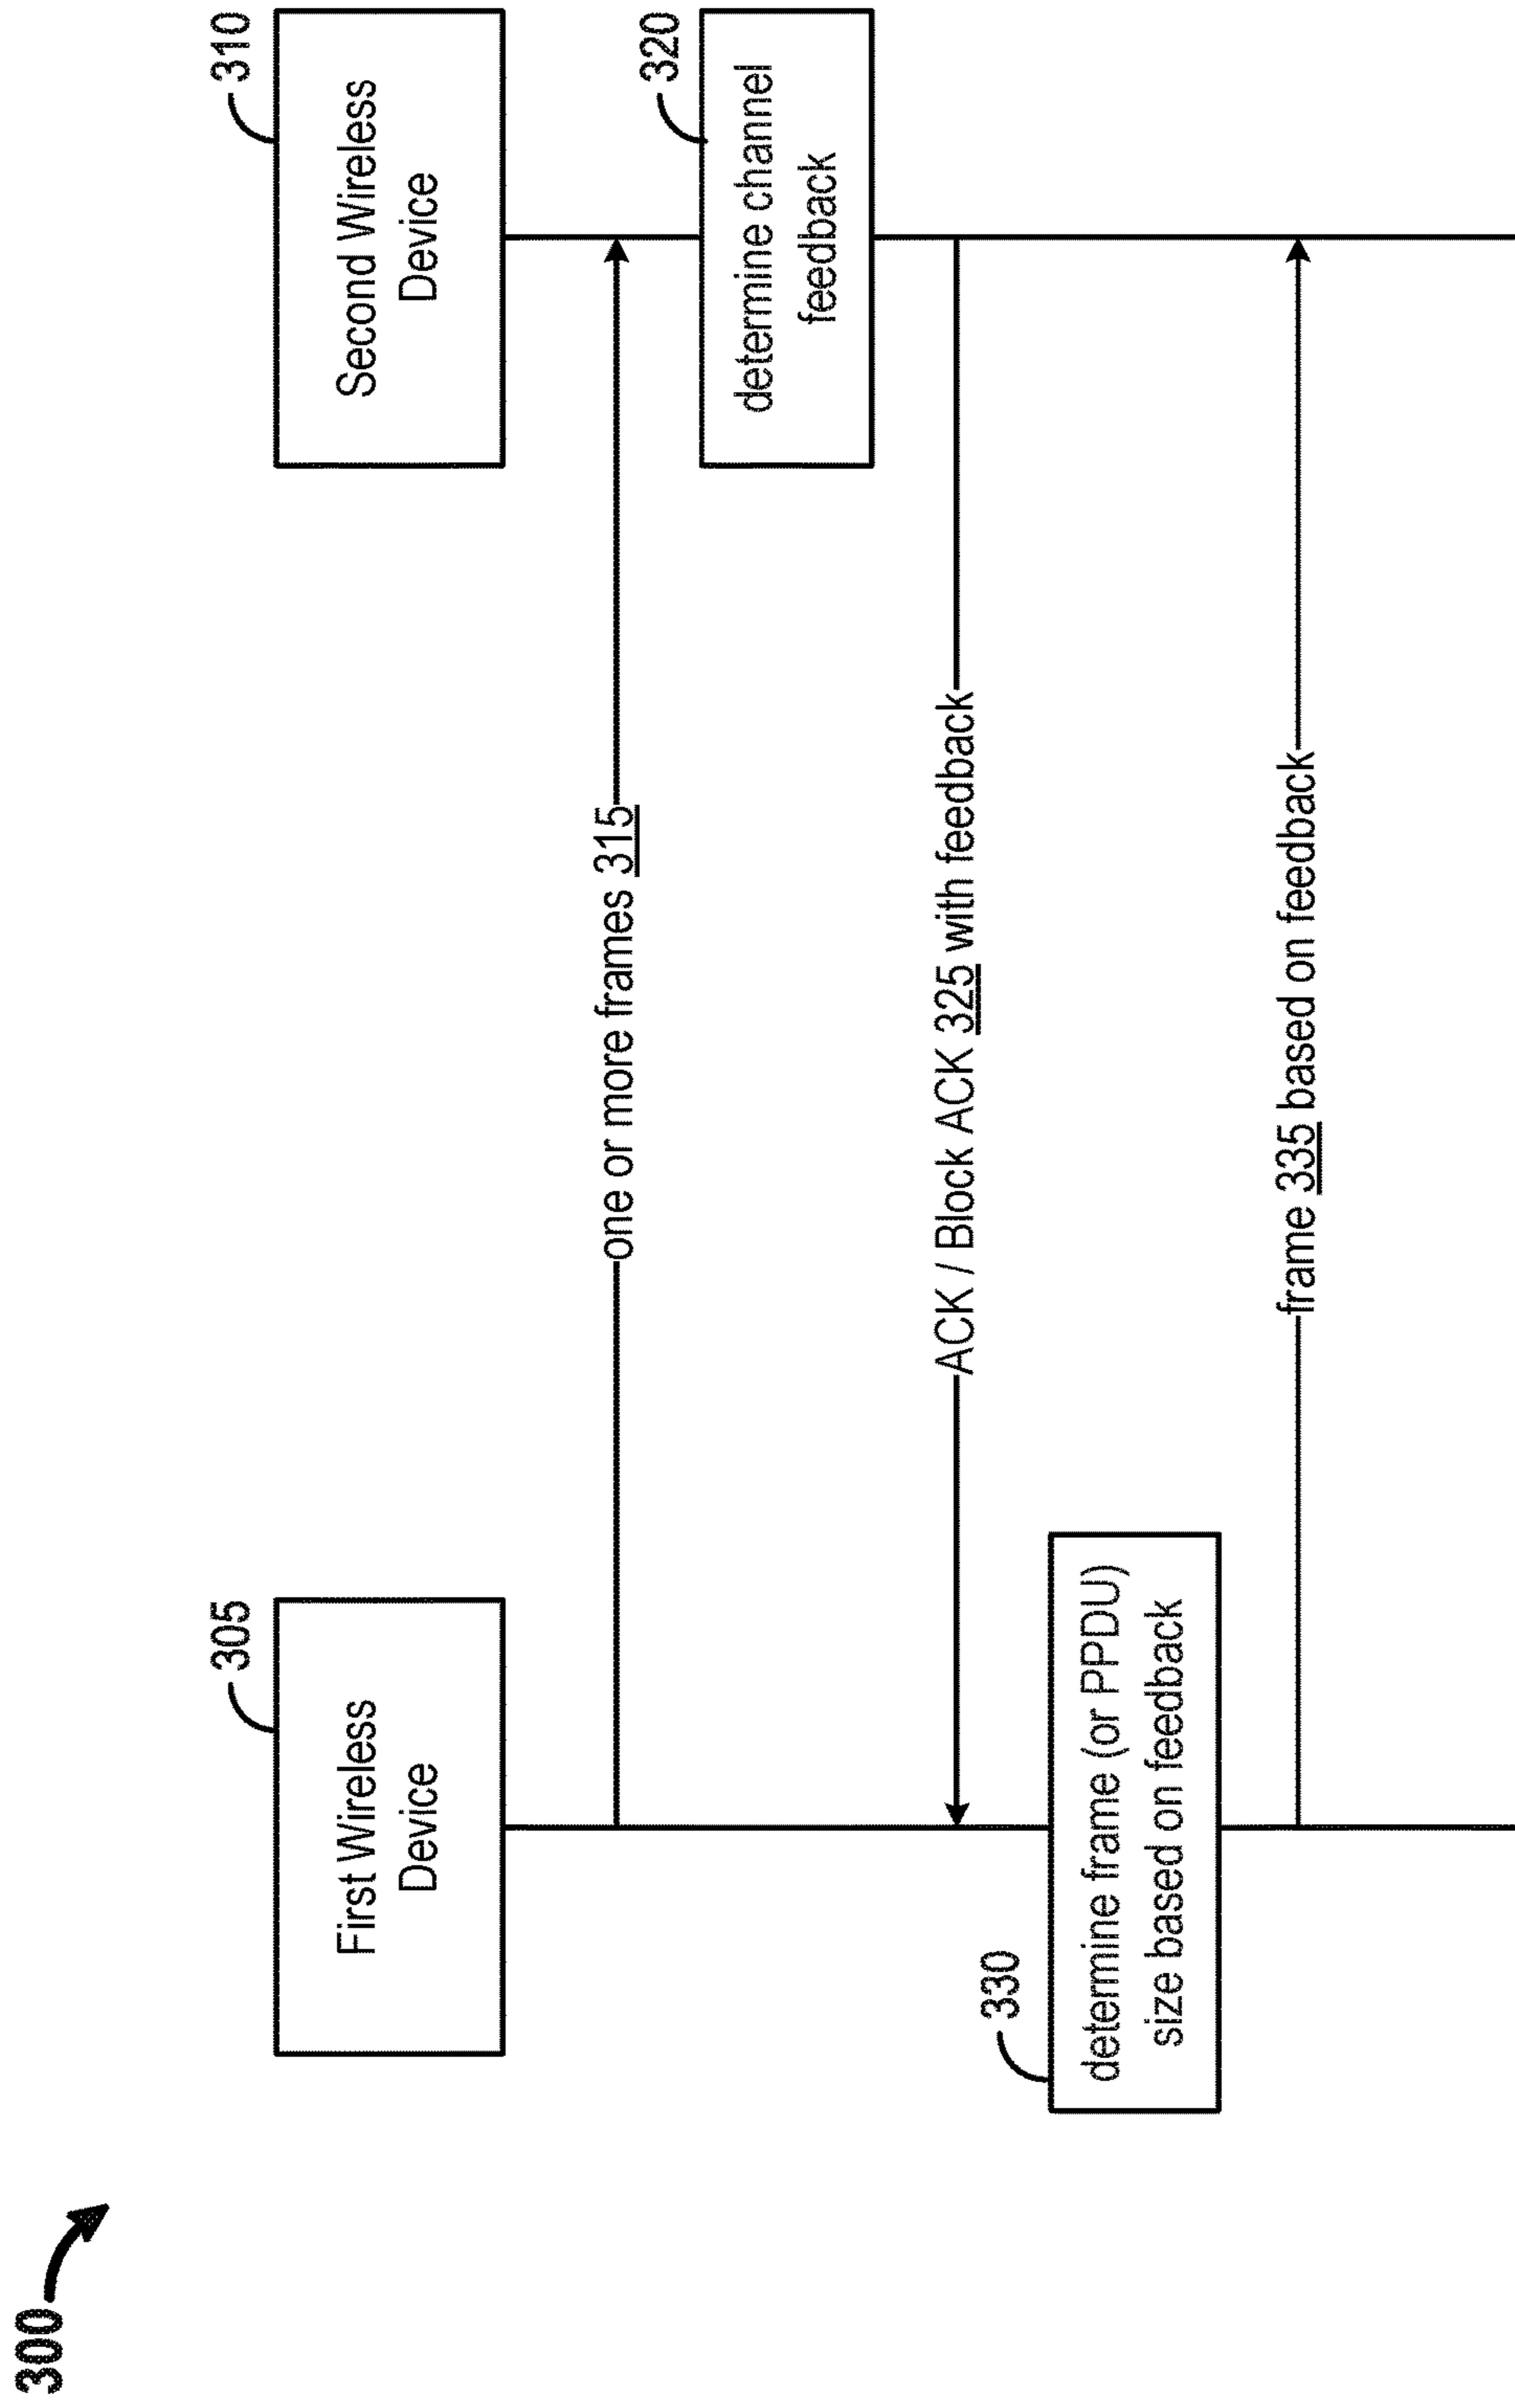 300
305
First Wireless
Device
310
Second Wireless
Device
one or more frames 315
320
determine channel
feedback
ACK / Block ACK 325 with feedback
330
determine frame (or PPDU)
size based on feedback
frame 335 based on feedback